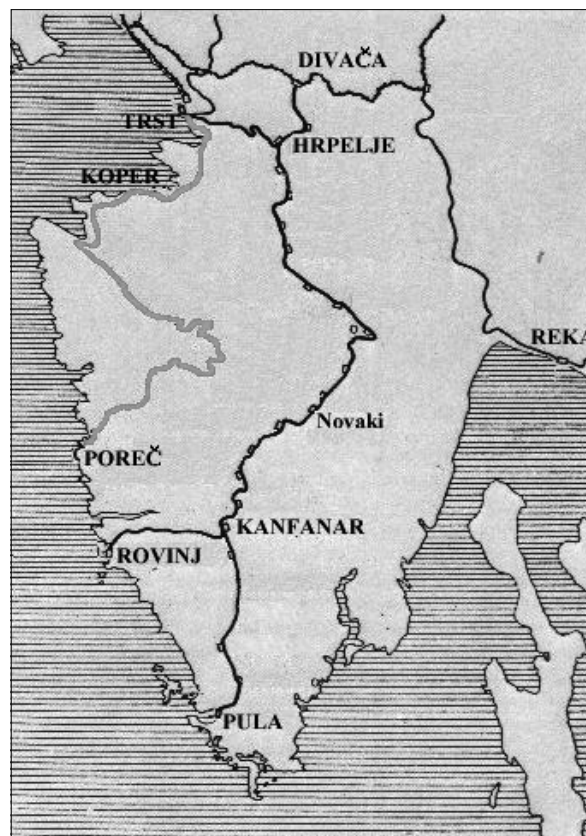 DIVAČA
TRST
HRPELJE
KOPER
REKA
Novaki
POREČ
KANFANAR
ROVINJ
PULA